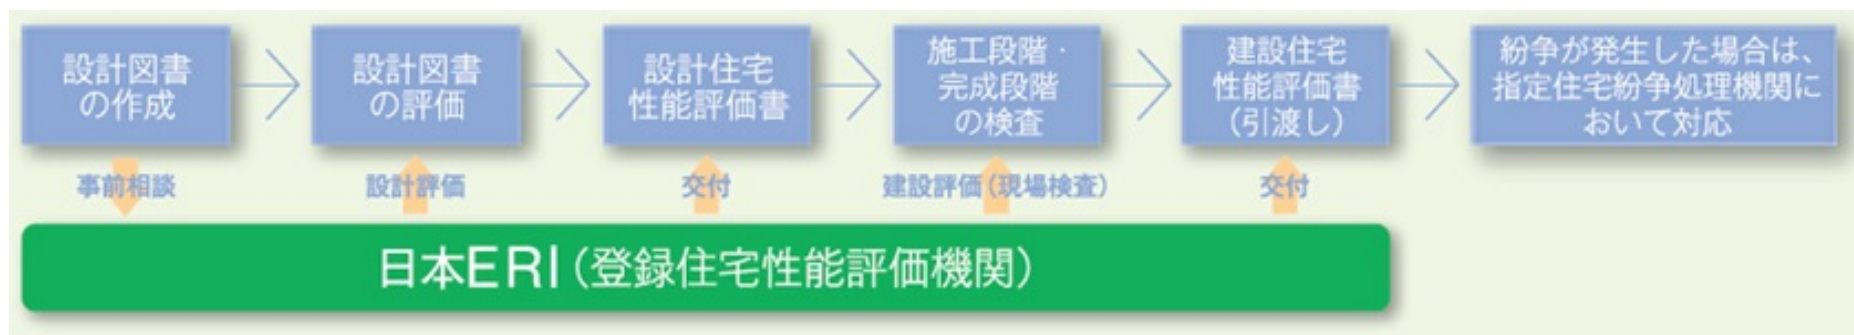 設計図書
の作成
設計図書
の評価
設計住宅
性能評価書
施工段階・
完成段階
の検査
建設住宅
性能評価書
(引渡し)
紛争が発生した場合は、
指定住宅紛争処理機関に
おいて対応
事前相談
設計評価
交付
建設評価(現場検査)
交付
日本ERI(登録住宅性能評価機関)